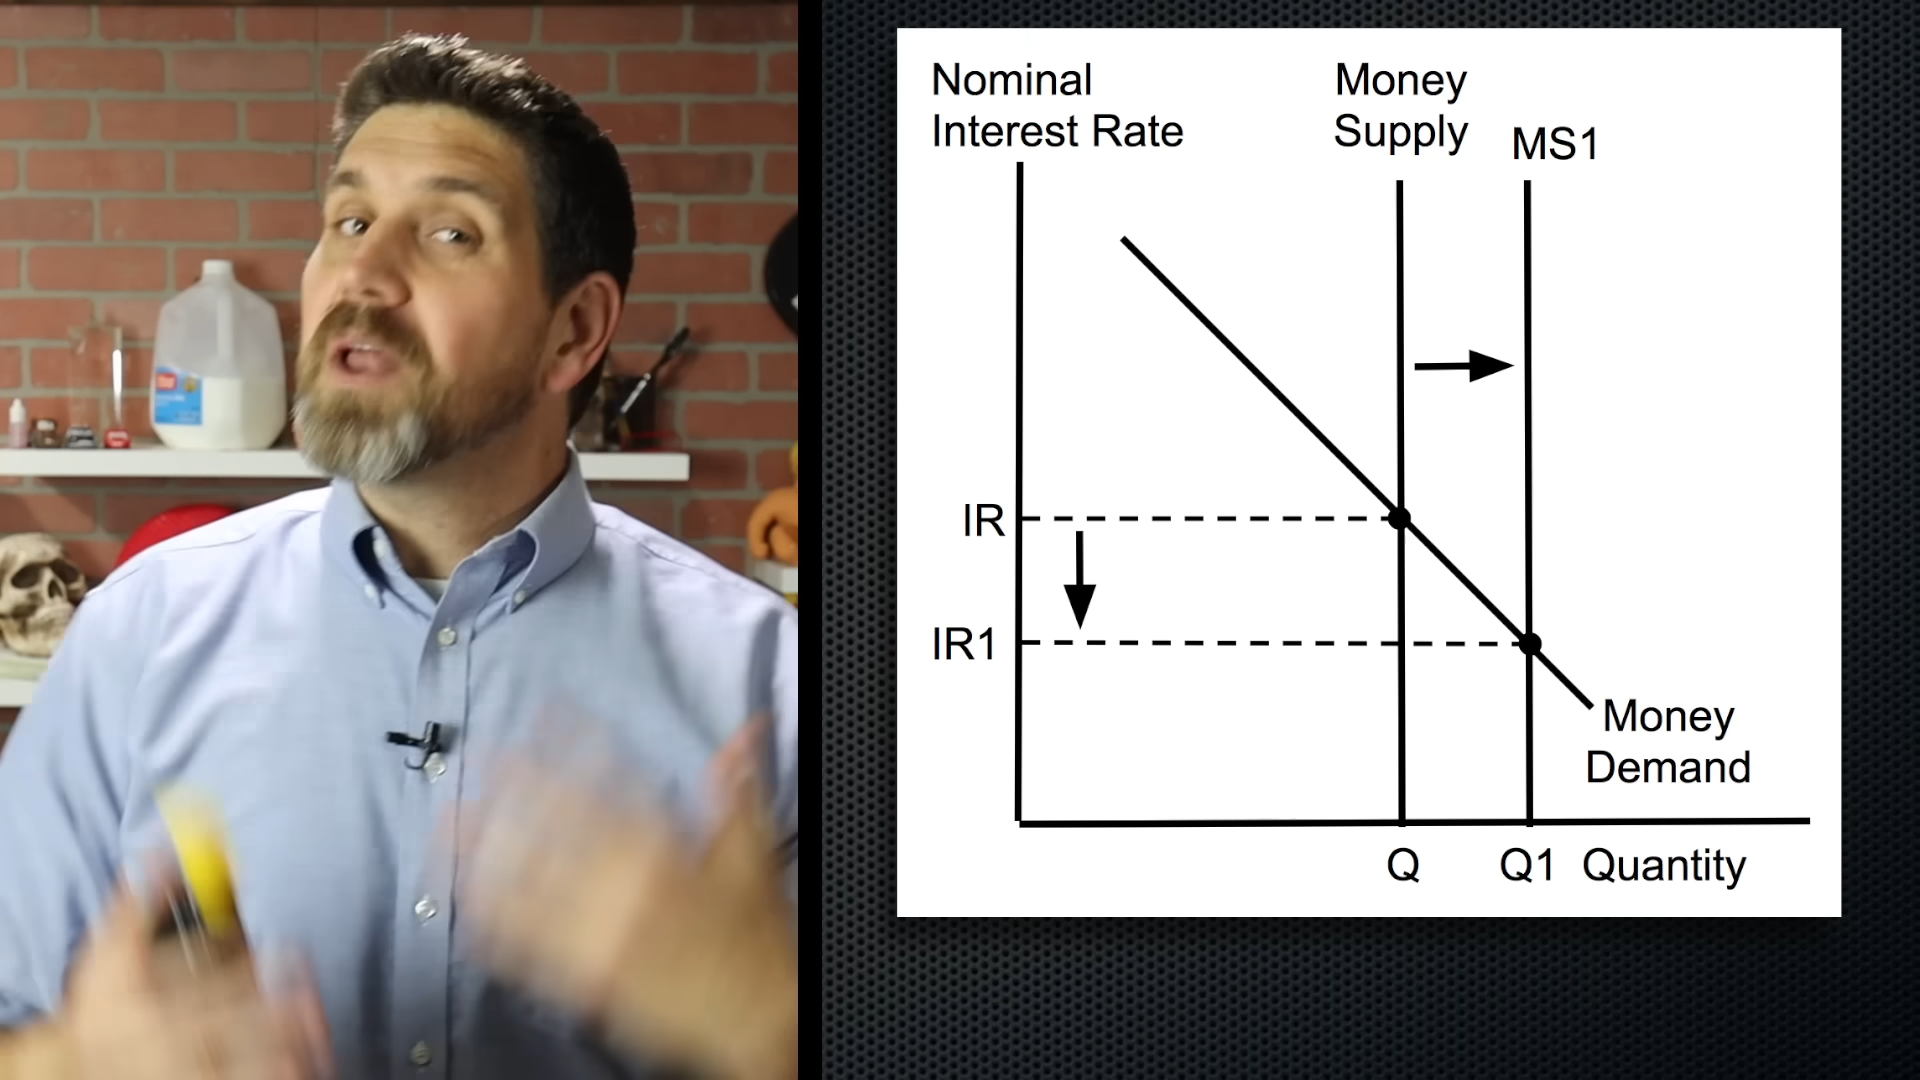 Nominal
Interest Rate
Money
Supply
MS1
IR
IR1
Money
Demand
Q
Q1
Quantity